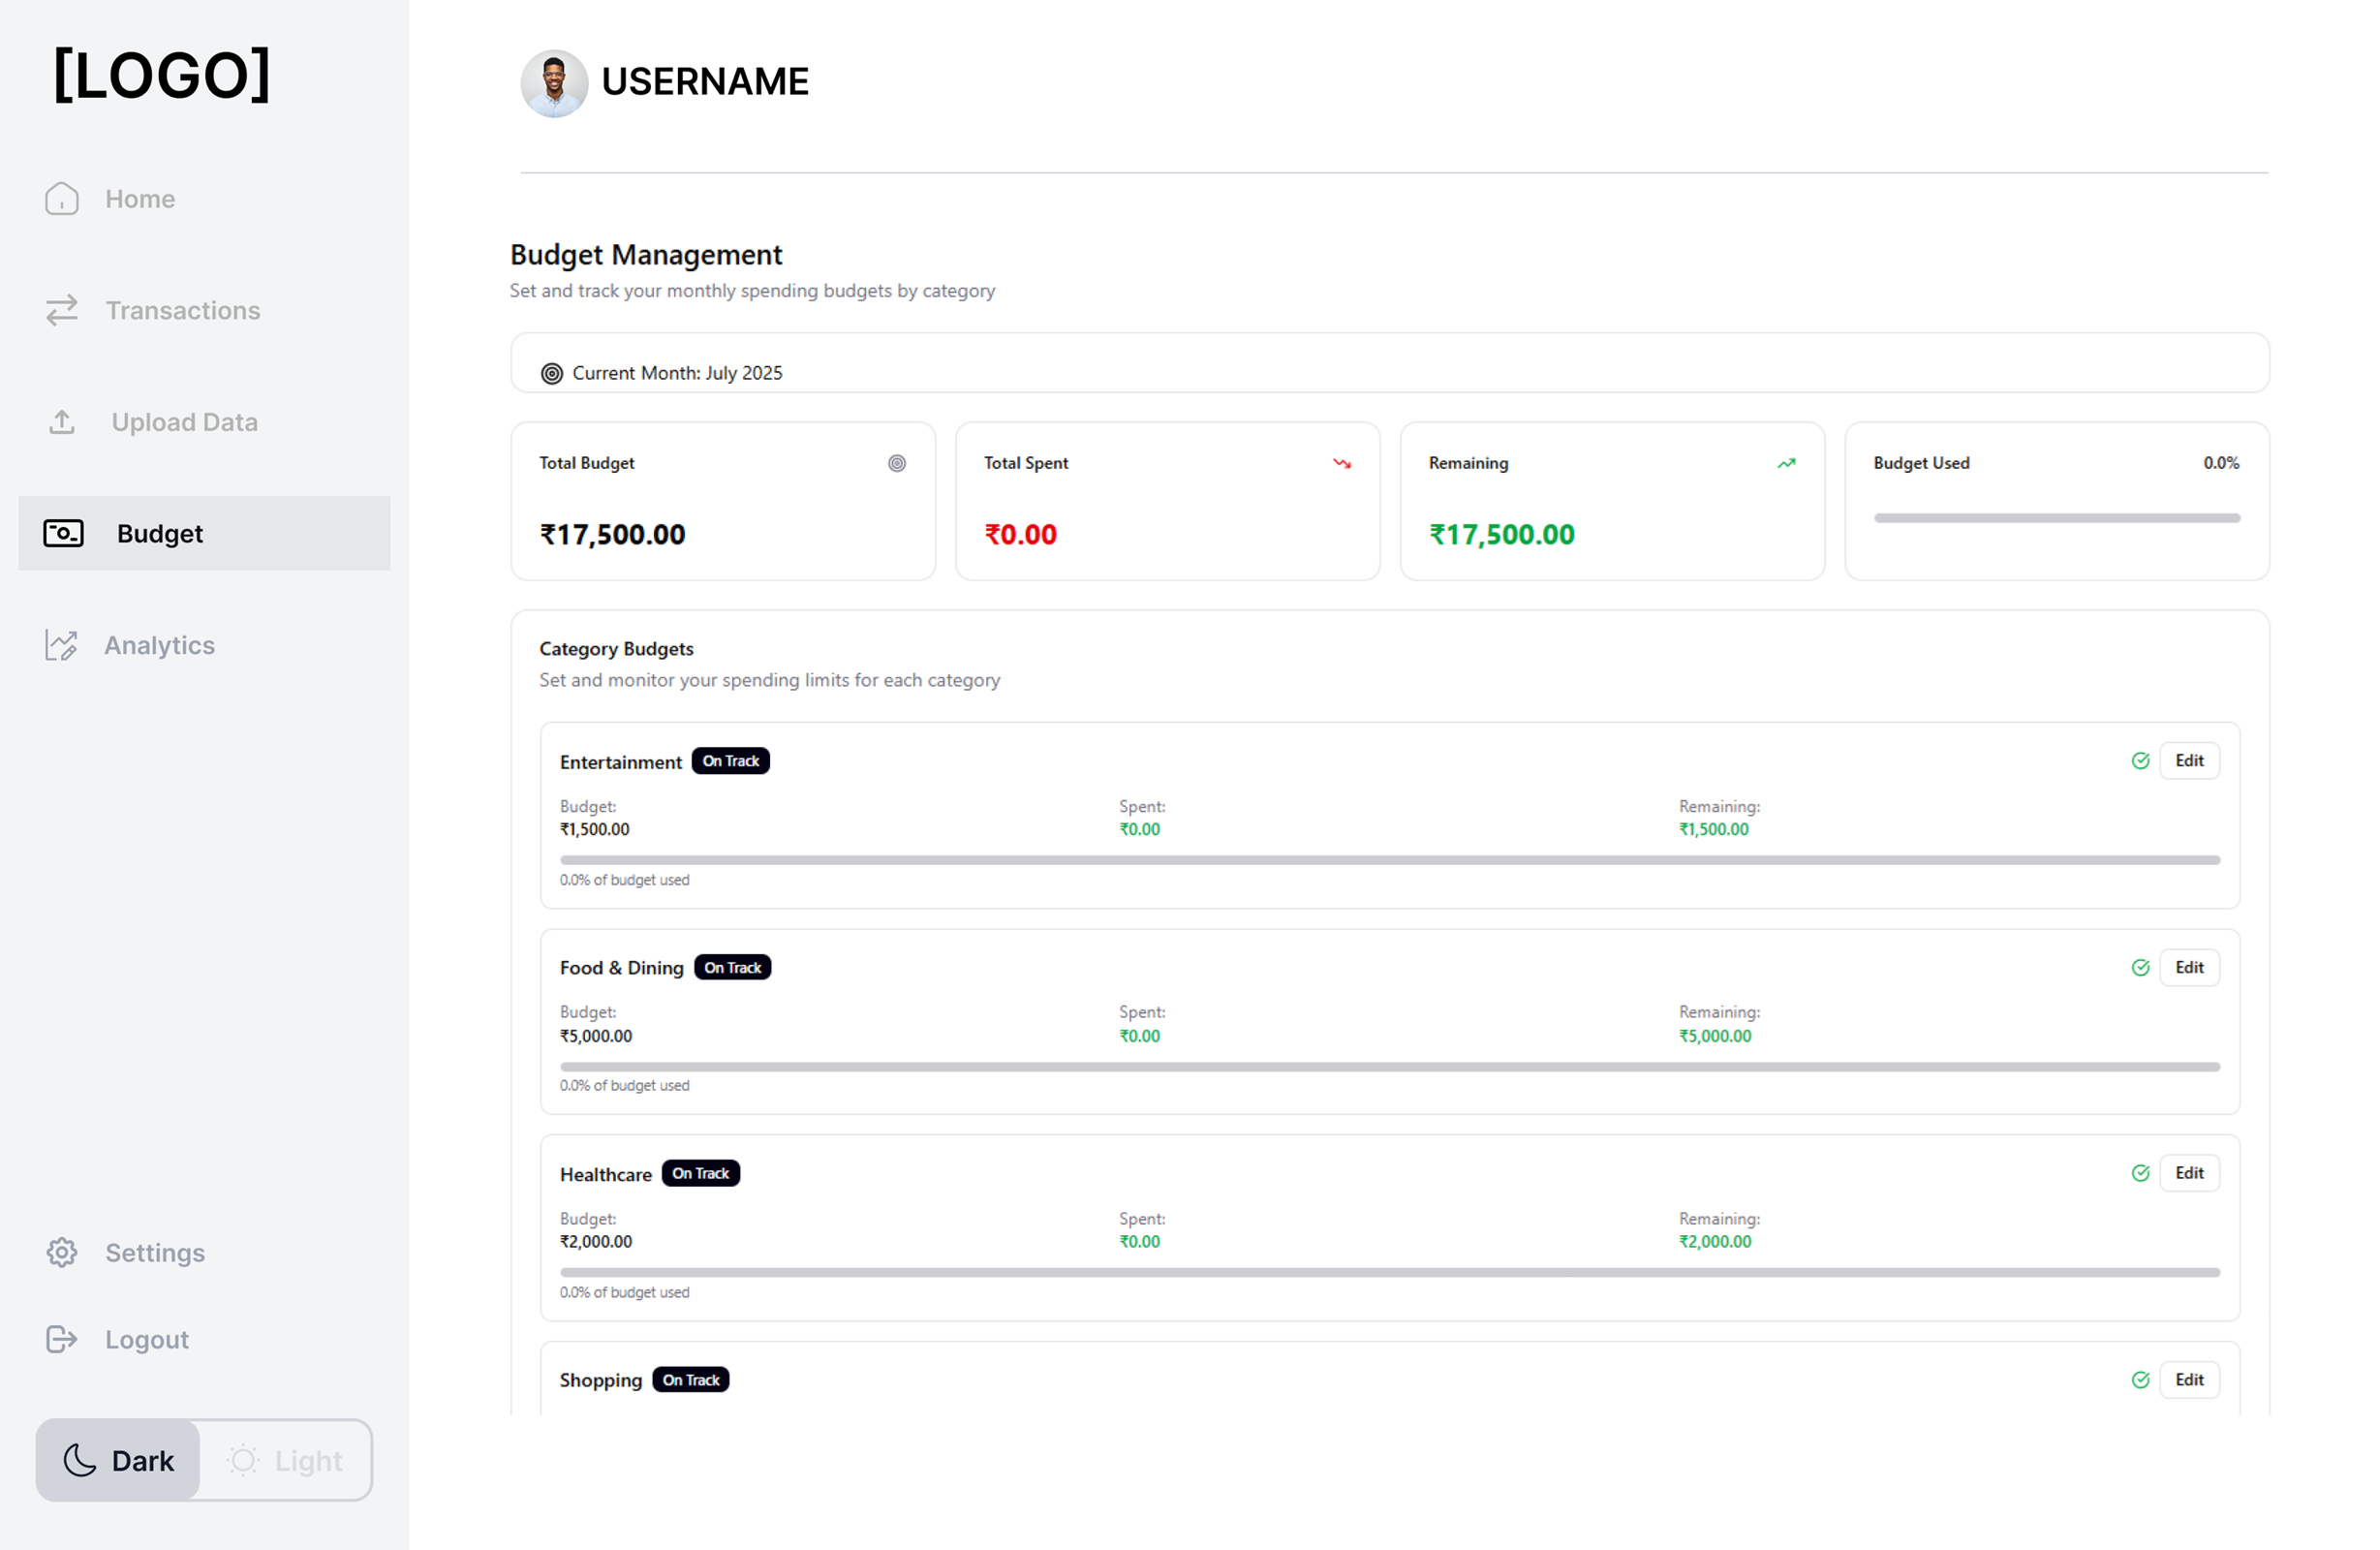 [LOGO]
Home
Transactions
Upload Data
Budget
Analytics
Settings
Logout
Dark
Light
USERNAME
Budget Management
Set and track your monthly spending budgets by category
Current Month: July 2025
Total Budget
₹17,500.00
Total Spent
₹0.00
Remaining
₹17,500.00
Budget Used 0.0%
Category Budgets
Set and monitor your spending limits for each category
Entertainment On Track Edit
Budget: Spent: Remaining:
₹1,500.00 ₹0.00 ₹1,500.00
0.0% of budget used
Food & Dining On Track Edit
Budget: Spent: Remaining:
₹5,000.00 ₹0.00 ₹5,000.00
0.0% of budget used
Healthcare On Track Edit
Budget: Spent: Remaining:
₹2,000.00 ₹0.00 ₹2,000.00
0.0% of budget used
Shopping On Track Edit